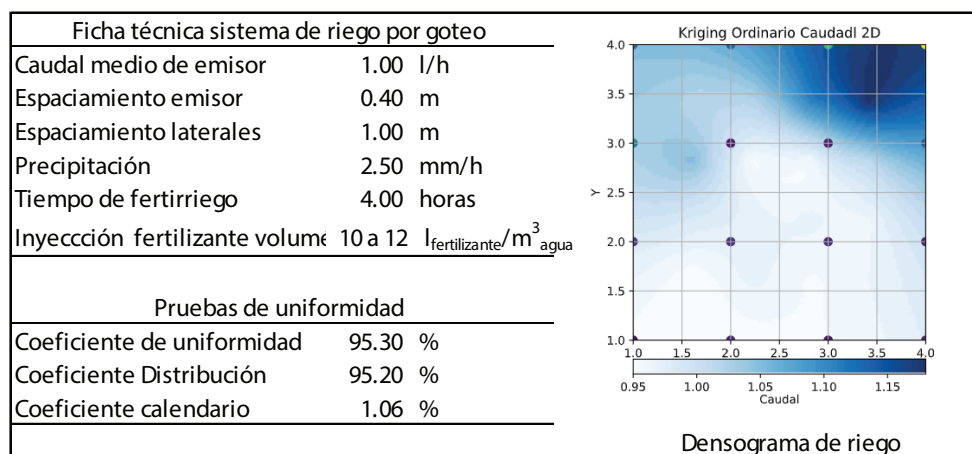 Ficha técnica sistema de riego por goteo
Caudal medio de emisor 1.00 l/h
Espaciamiento emisor 0.40 m
Espaciamiento laterales 1.00 m
Precipitación 2.50 mm/h
Tiempo de fertirriego 4.00 horas
Inyeccción fertilizante volume 10 a 12 l fertilizante/m³ agua
Pruebas de uniformidad
Coeficiente de uniformidad 95.30 %
Coeficiente Distribución 95.20 %
Coeficiente calendario 1.06 %
Kriging Ordinario Caudadl 2D
4.0
3.5
3.0
2.5
2.0
1.5
1.0
Y
1.0 1.5 2.0 2.5 3.0 3.5 4.0
0.95 1.00 1.05 1.10 1.15
Caudal
Densograma de riego